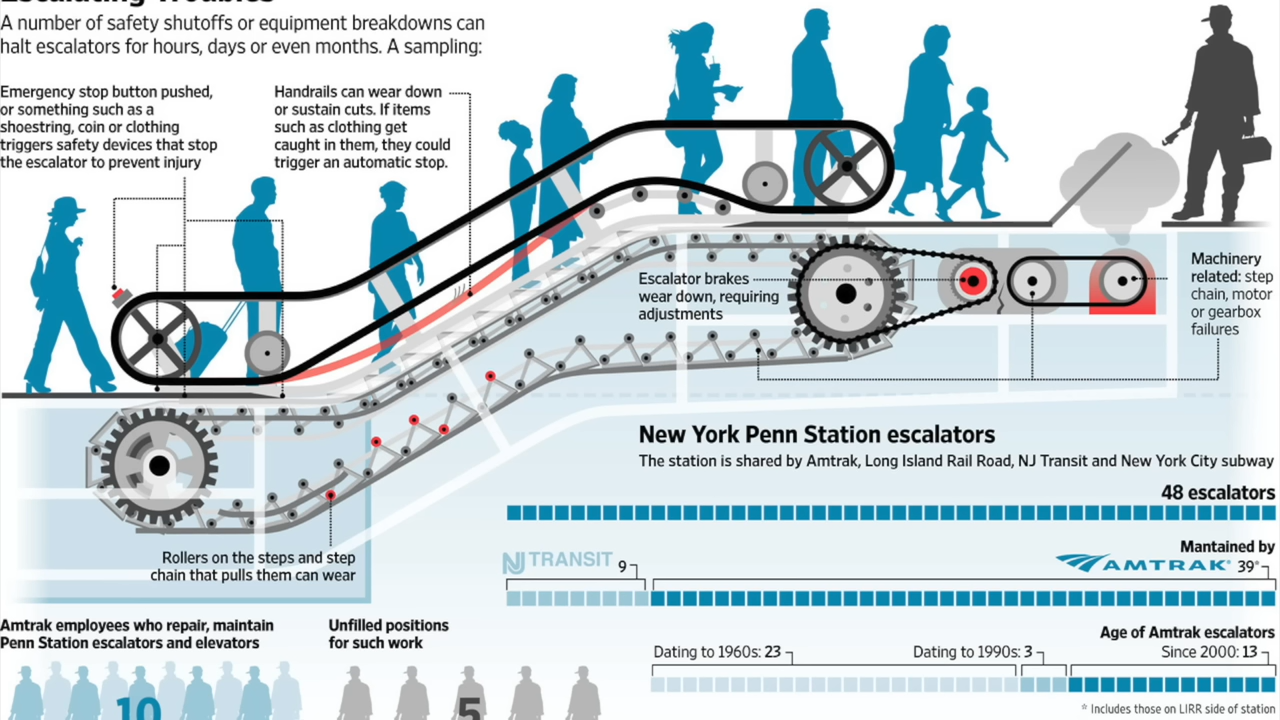 Escalating Troubles
A number of safety shutoffs or equipment breakdowns can
halt escalators for hours, days or even months. A sampling:
Emergency stop button pushed,
or something such as a
shoestring, coin or clothing
triggers safety devices that stop
the escalator to prevent injury
Handrails can wear down
or sustain cuts. If items
such as clothing get
caught in them, they could
trigger an automatic stop.
Escalator brakes
wear down, requiring
adjustments
Machinery
related: step
chain, motor
or gearbox
failures
Rollers on the steps and step
chain that pulls them can wear
New York Penn Station escalators
The station is shared by Amtrak, Long Island Rail Road, NJ Transit and New York City subway
48 escalators
Mantained by
NJ TRANSIT 9
AMTRAK® 39*
Age of Amtrak escalators
Dating to 1960s: 23
Dating to 1990s: 3
Since 2000: 13
* Includes those on LIRR side of station
Amtrak employees who repair, maintain
Penn Station escalators and elevators
10
Unfilled positions
for such work
5